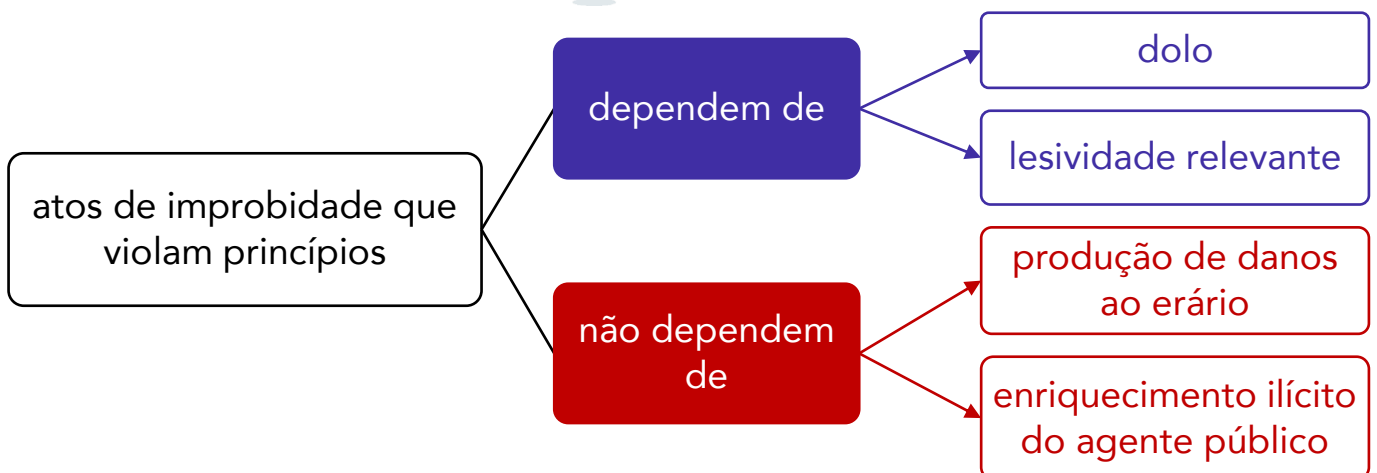 atos de improbidade que
violam princípios
dependem de
dolo
lesividade relevante
não dependem
de
produção de danos
ao erário
enriquecimento ilícito
do agente público